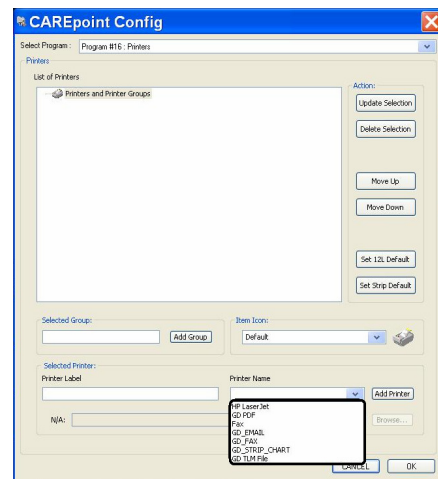 CAREpoint Config
Select Program : Program #16 : Printers
Printers
List of Printers
Printers and Printer Groups
Action:
Update Selection
Delete Selection
Move Up
Move Down
Set 12L Default
Set Strip Default
Selected Group:
Add Group
Item Icon:
Default
Selected Printer:
Printer Label
Printer Name
Add Printer
N/A:
Browse...
HP LaserJet
GD PDF
Fax
GD_EMAIL
GD_FAX
GD_STRIP_CHART
GD TLM File
CANCEL
OK